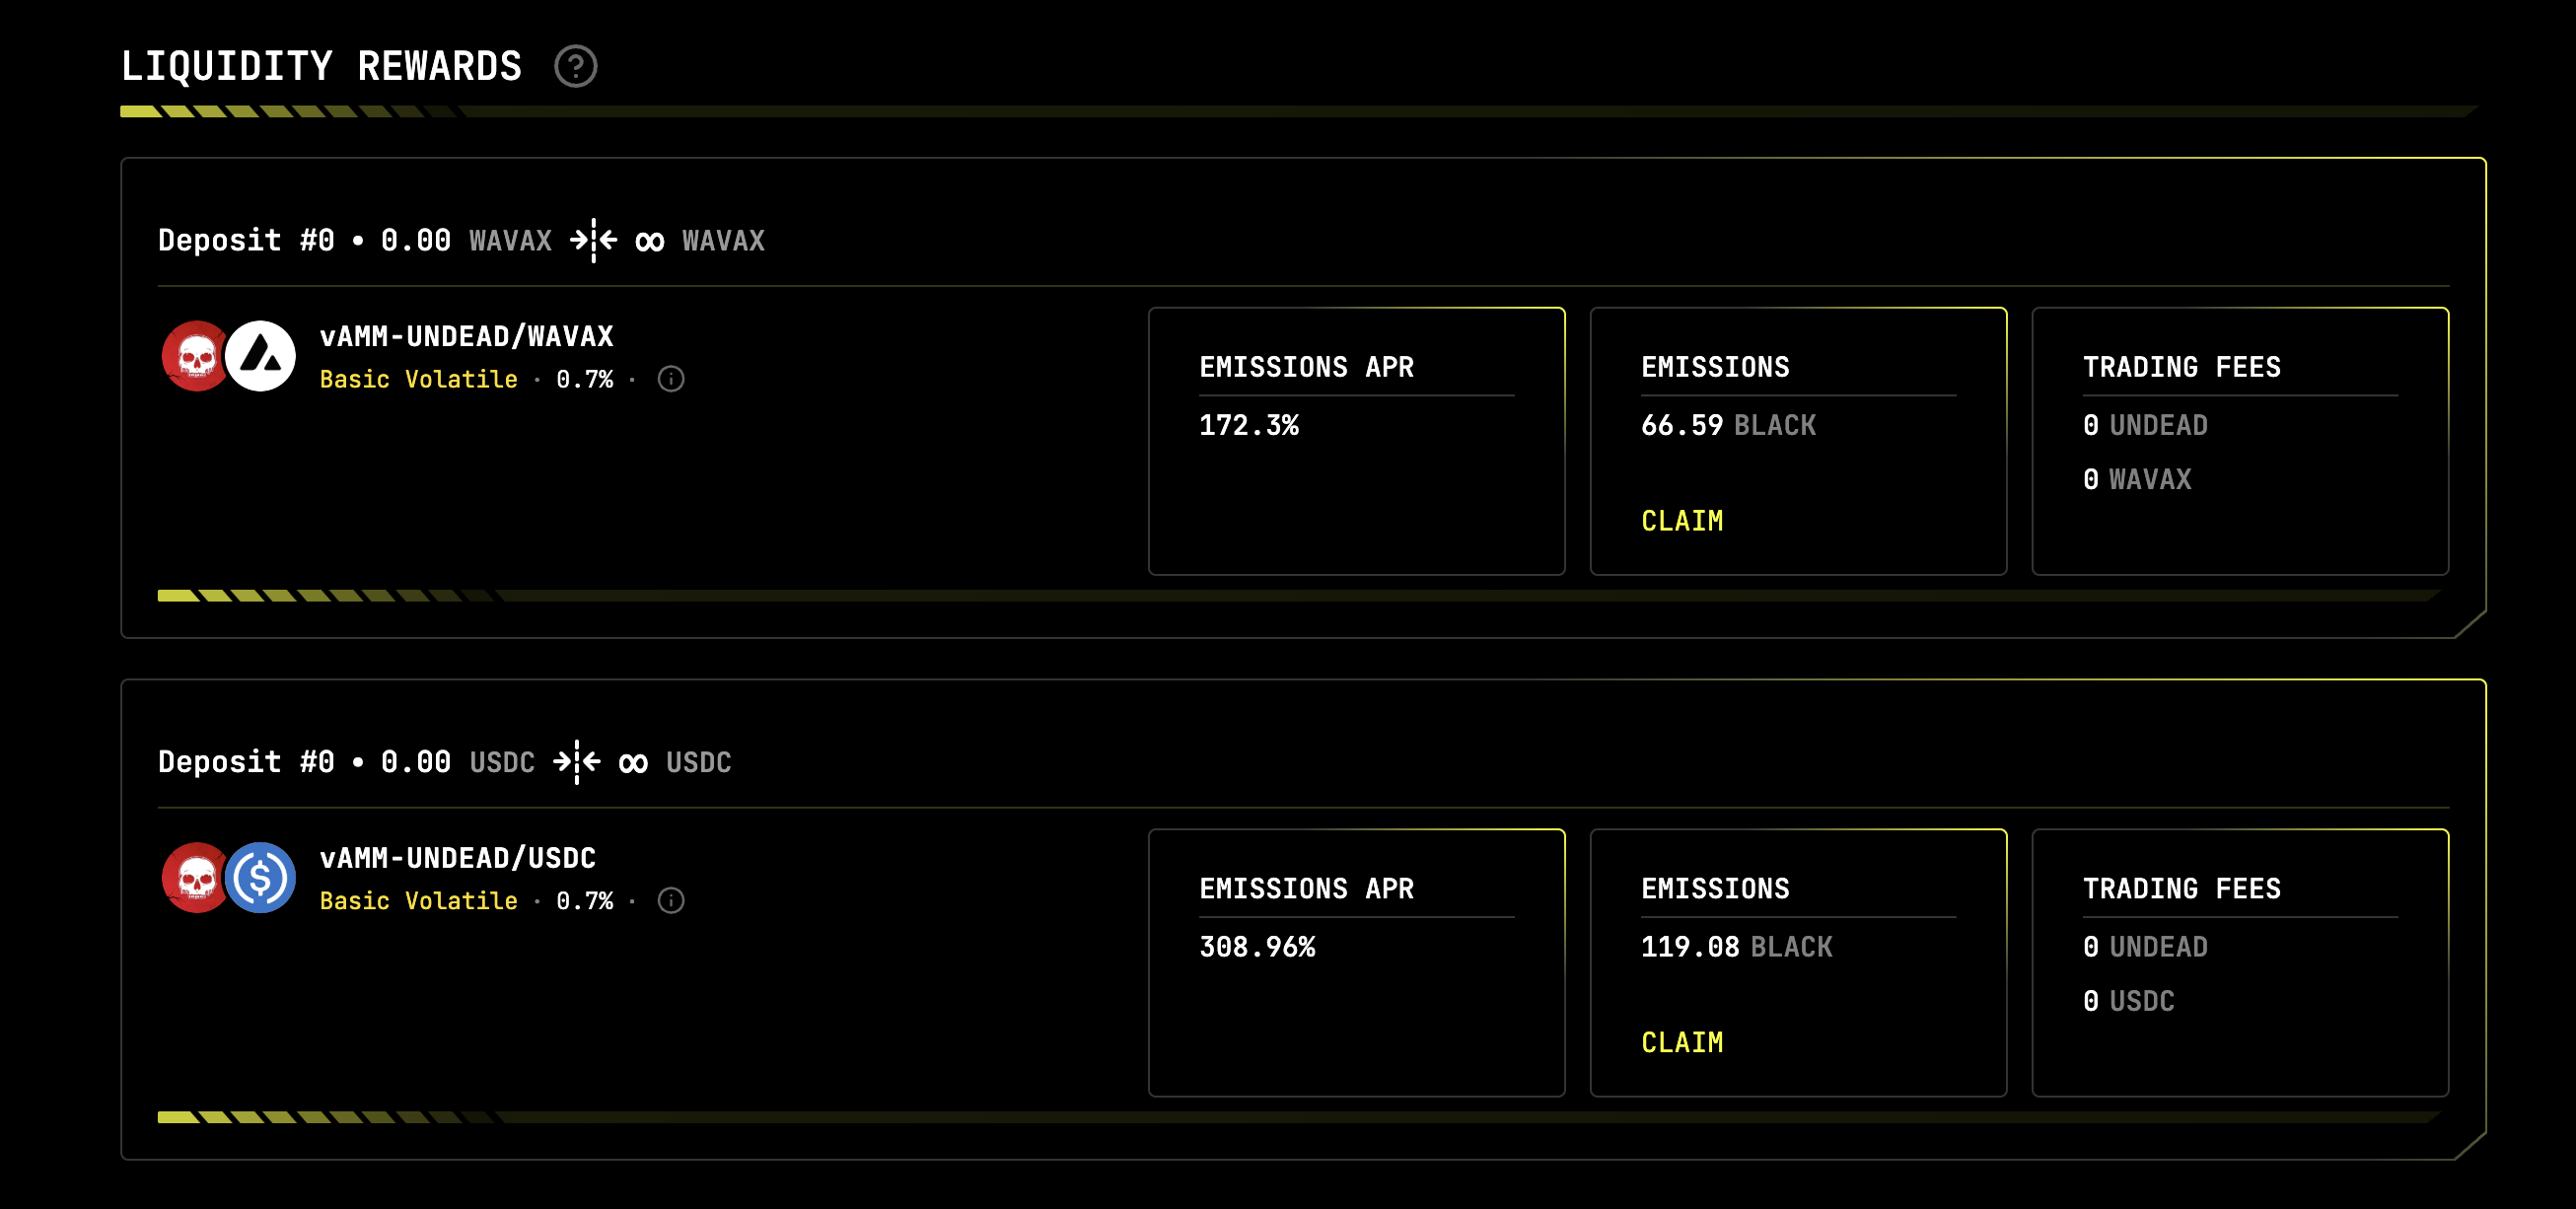 LIQUIDITY REWARDS ?
Deposit #0 • 0.00 WAVAX ∞ WAVAX
vAMM-UNDEAD/WAVAX
Basic Volatile · 0.7% ·
EMISSIONS APR
172.3%
EMISSIONS
66.59 BLACK
CLAIM
TRADING FEES
0 UNDEAD
0 WAVAX
Deposit #0 • 0.00 USDC ∞ USDC
vAMM-UNDEAD/USDC
Basic Volatile · 0.7% ·
EMISSIONS APR
308.96%
EMISSIONS
119.08 BLACK
CLAIM
TRADING FEES
0 UNDEAD
0 USDC